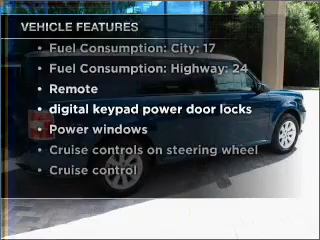 VEHICLE FEATURES
• Fuel Consumption: City: 17
• Fuel Consumption: Highway: 24
• Remote
• digital keypad power door locks
• Power windows
• Cruise controls on steering wheel
• Cruise control